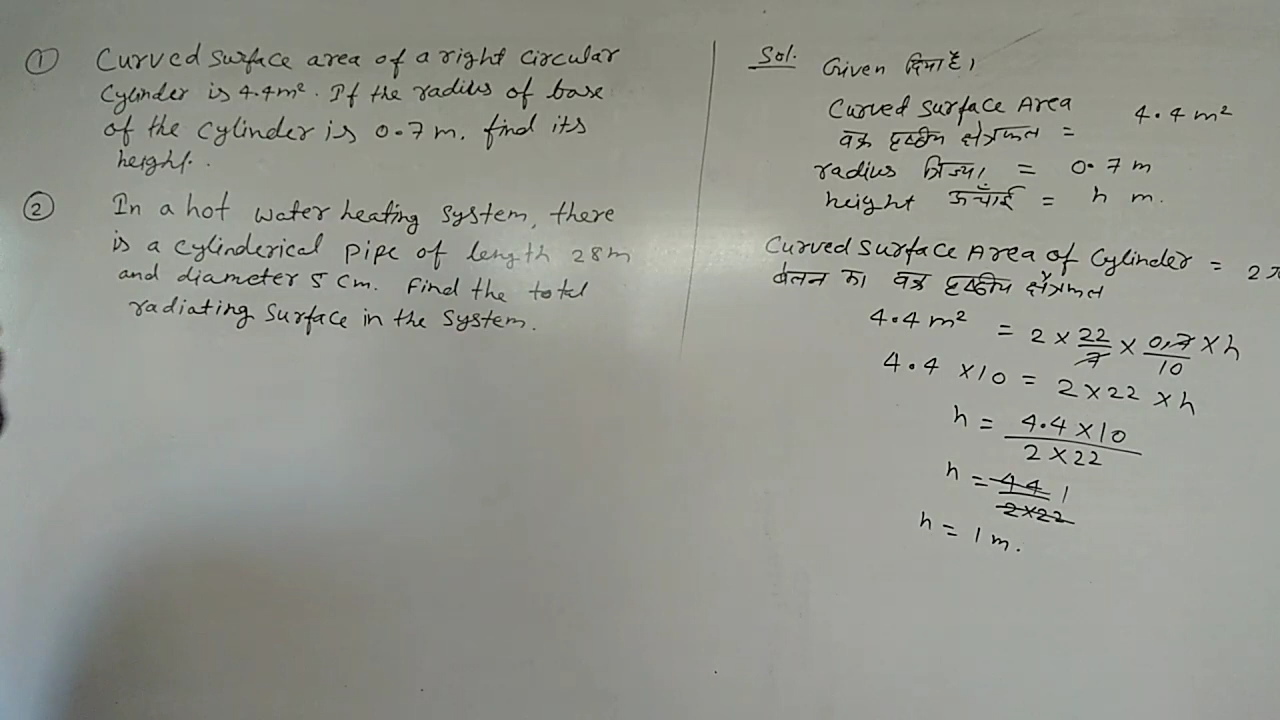 ① Curved surface area of a right circular
Cylinder is 4.4m². If the radius of base
of the cylinder is 0.7 m. find its
height.
② In a hot water heating system, there
is a cylinderical pipe of length 28m
and diameter 5 cm. Find the total
radiating surface in the system.
Sol. Given दिया है।
Curved surface Area
वक्र पृष्ठीय क्षेत्रफल = 4.4 m²
radius त्रिज्या = 0.7 m
height ऊँचाई = h m.
Curved surface Area of Cylinder = 2π
बेलन का वक्र पृष्ठीय क्षेत्रफल
4.4 m² = 2 × 22/7 × 0.7/10 × h
4.4 × 10 = 2 × 22 × h
h = 4.4 × 10 / 2 × 22
h = 44 / 2×22 1
h = 1 m.